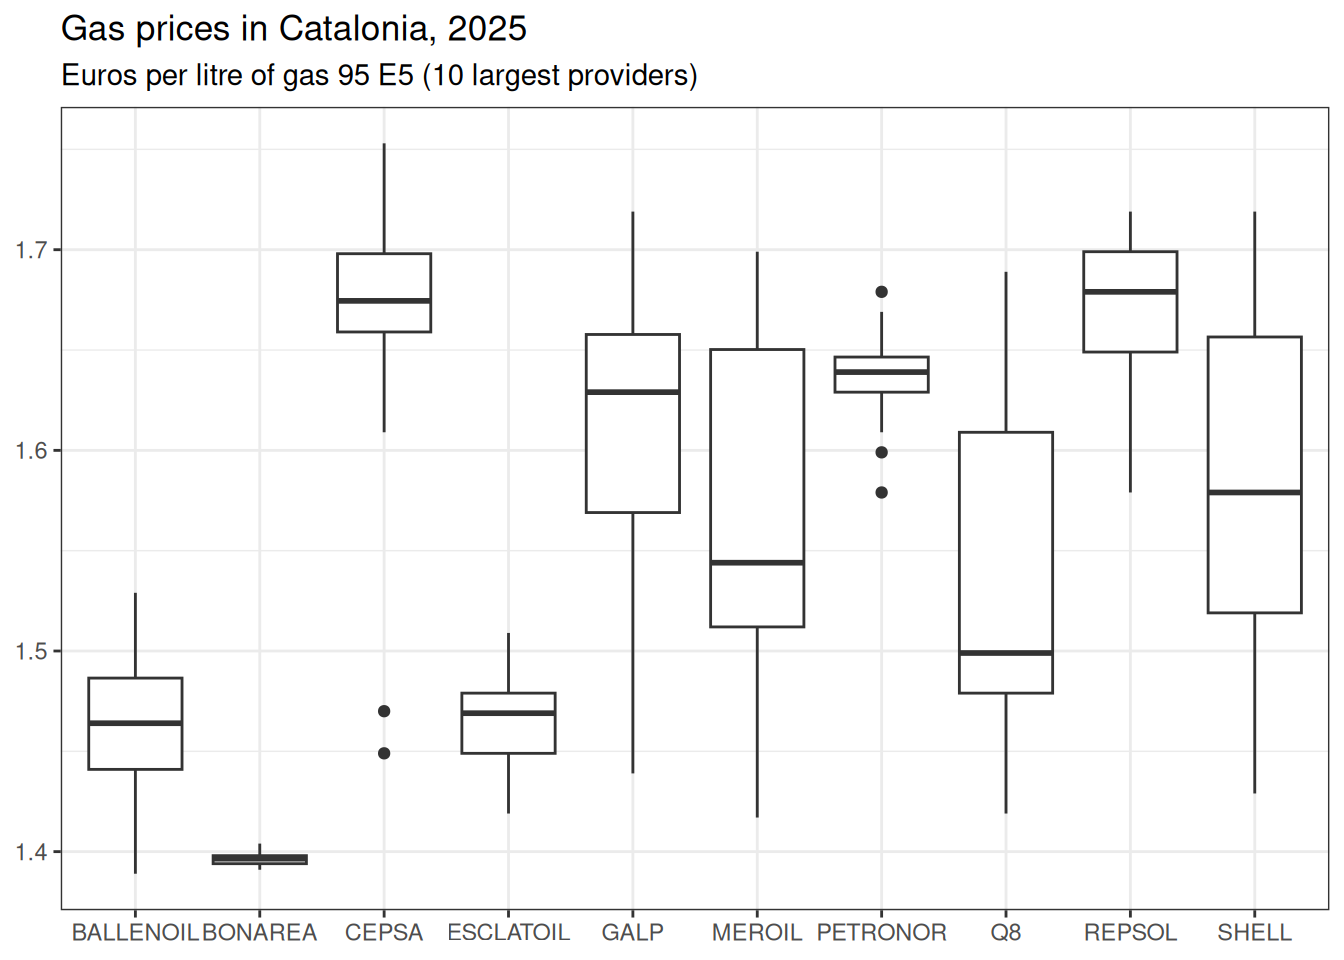 Gas prices in Catalonia, 2025
Euros per litre of gas 95 E5 (10 largest providers)
1.7
1.6
1.5
1.4
BALLENOIL BONAREA CEPSA ESCLATOIL GALP MEROIL PETRONOR Q8 REPSOL SHELL